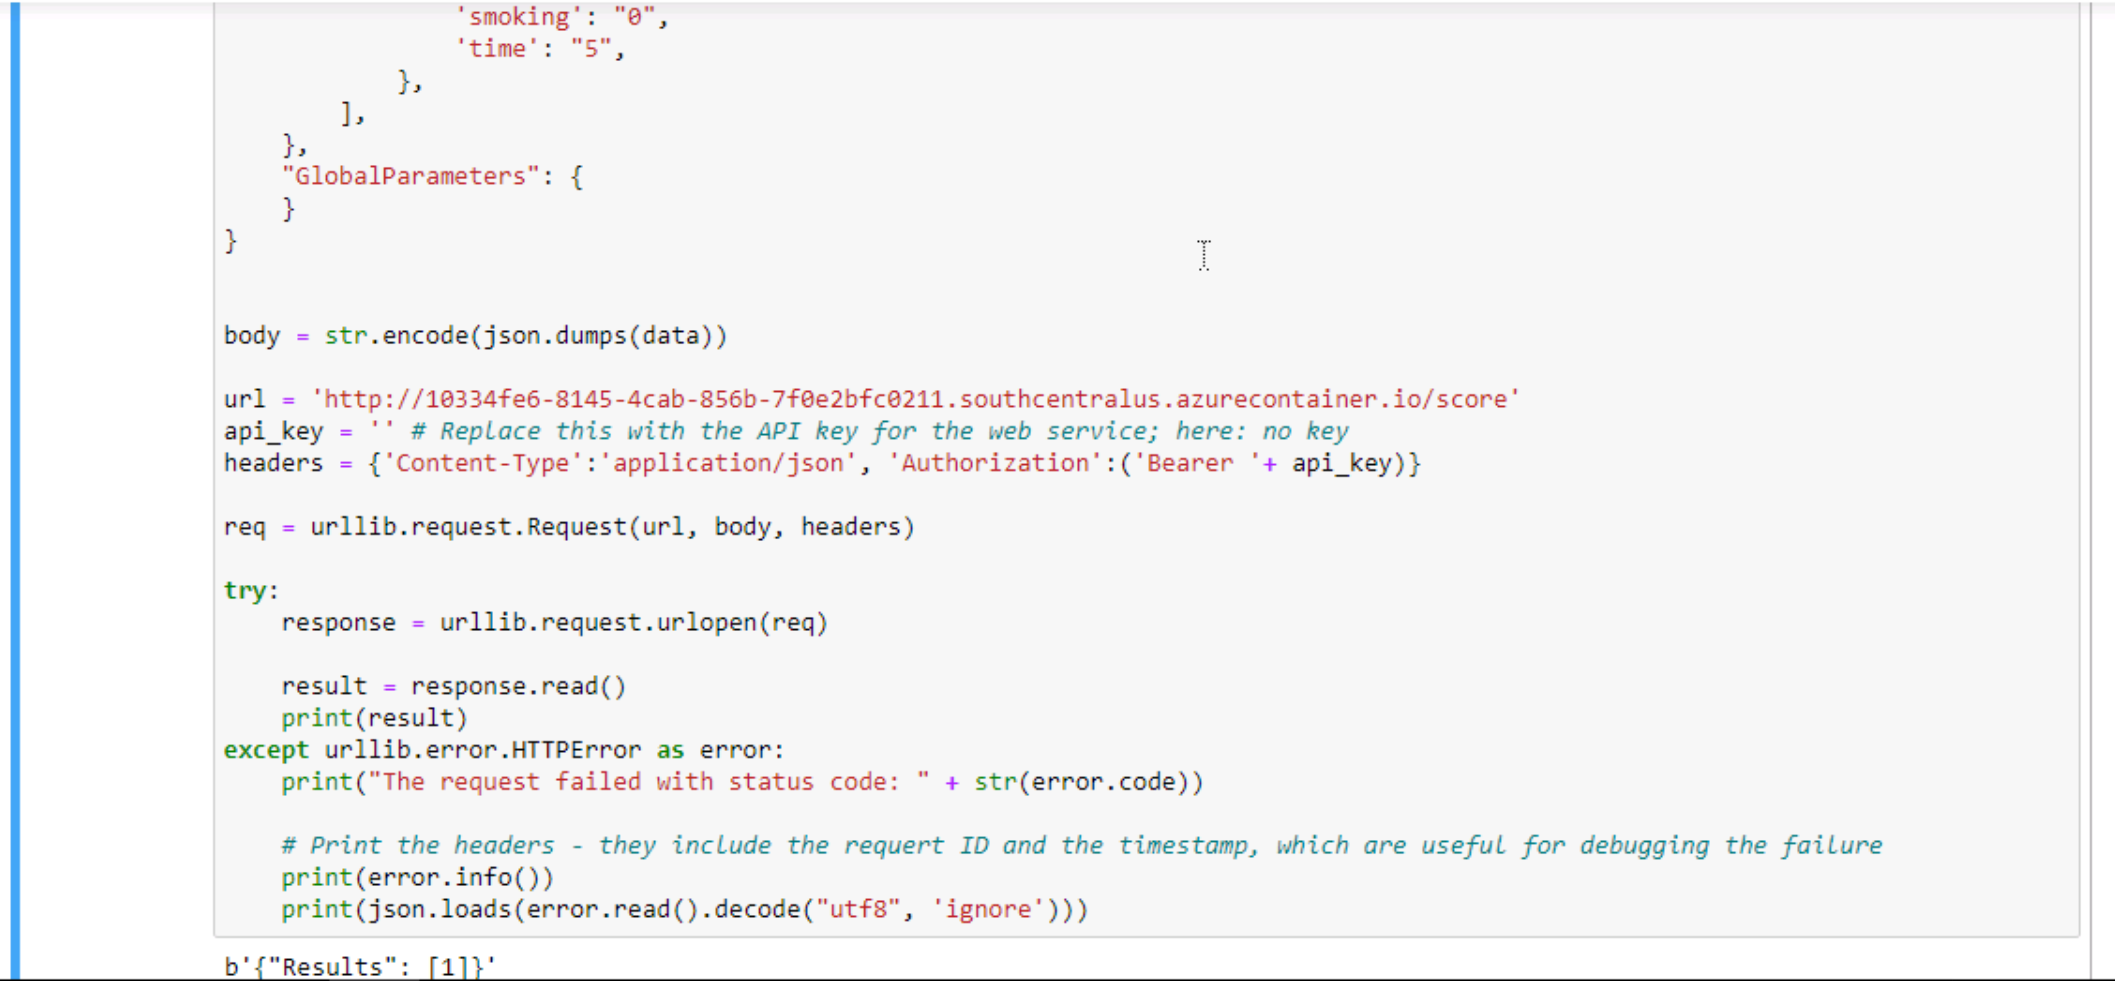 'smoking': "0",
'time': "5",
},
],
},
"GlobalParameters": {
}
}
body = str.encode(json.dumps(data))
url = 'http://10334fe6-8145-4cab-856b-7f0e2bfc0211.southcentralus.azurecontainer.io/score'
api_key = '' # Replace this with the API key for the web service; here: no key
headers = {'Content-Type':'application/json', 'Authorization':('Bearer '+ api_key)}
req = urllib.request.Request(url, body, headers)
try:
response = urllib.request.urlopen(req)
result = response.read()
print(result)
except urllib.error.HTTPError as error:
print("The request failed with status code: " + str(error.code))
# Print the headers - they include the requert ID and the timestamp, which are useful for debugging the failure
print(error.info())
print(json.loads(error.read().decode("utf8", 'ignore')))
b'{"Results": [1]}'